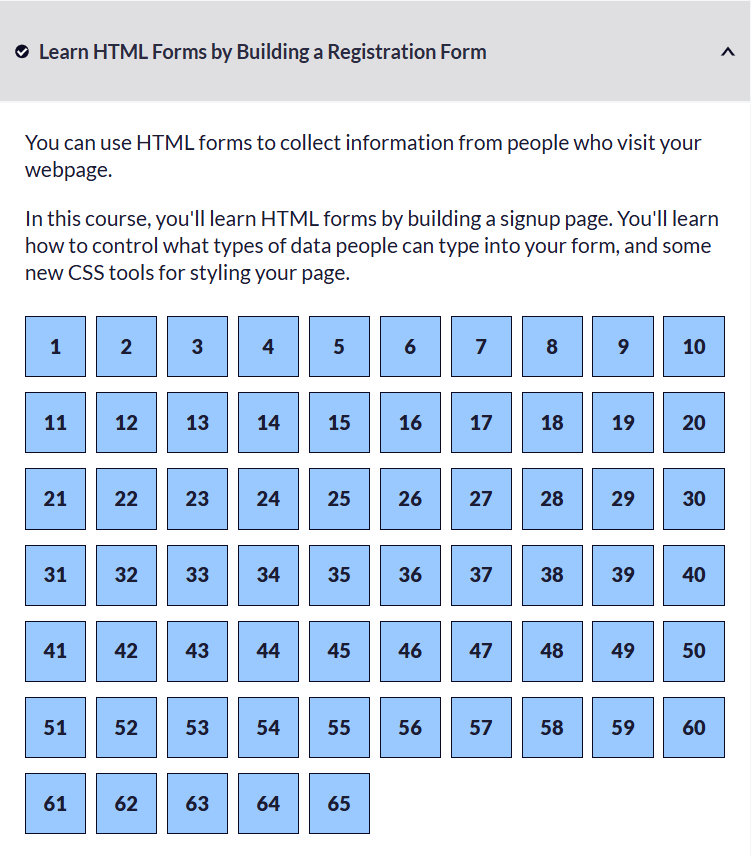 Learn HTML Forms by Building a Registration Form
You can use HTML forms to collect information from people who visit your
webpage.
In this course, you'll learn HTML forms by building a signup page. You'll learn
how to control what types of data people can type into your form, and some
new CSS tools for styling your page.
1 2 3 4 5 6 7 8 9 10
11 12 13 14 15 16 17 18 19 20
21 22 23 24 25 26 27 28 29 30
31 32 33 34 35 36 37 38 39 40
41 42 43 44 45 46 47 48 49 50
51 52 53 54 55 56 57 58 59 60
61 62 63 64 65